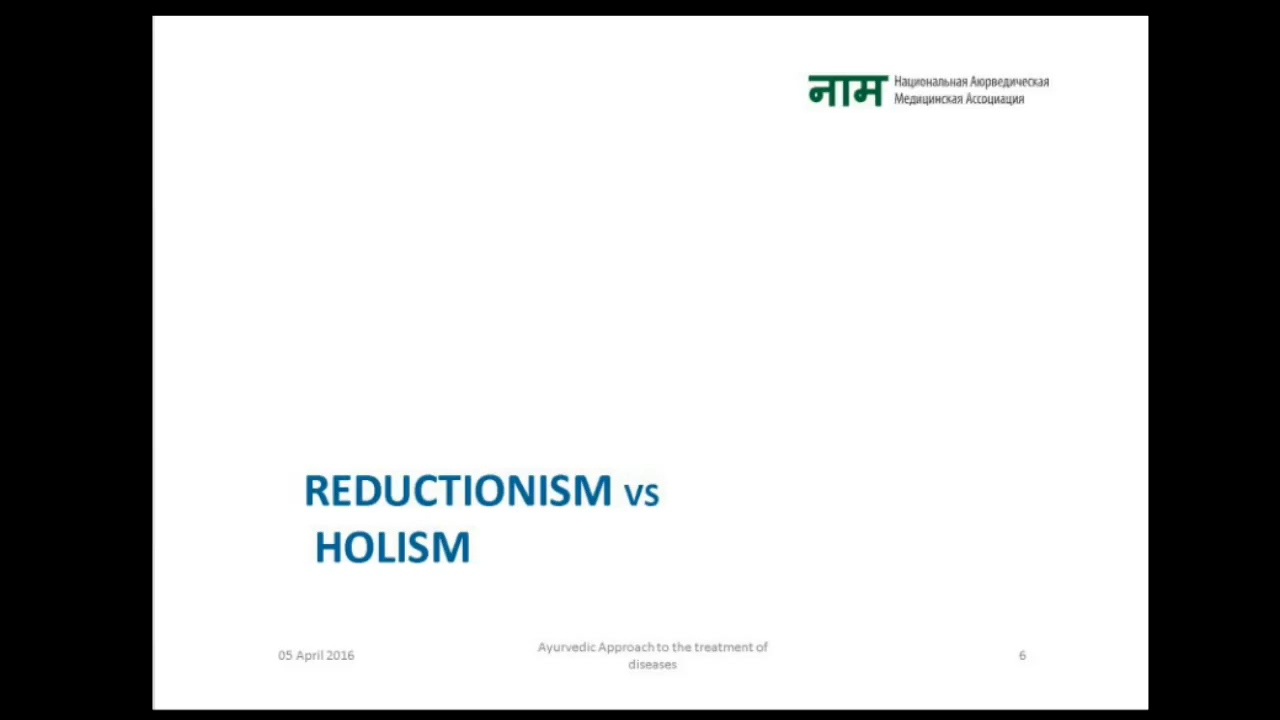 नाम
Национальная Аюрведическая
Медицинская Ассоциация
REDUCTIONISM VS
HOLISM
05 April 2016
Ayurvedic Approach to the treatment of
diseases
6